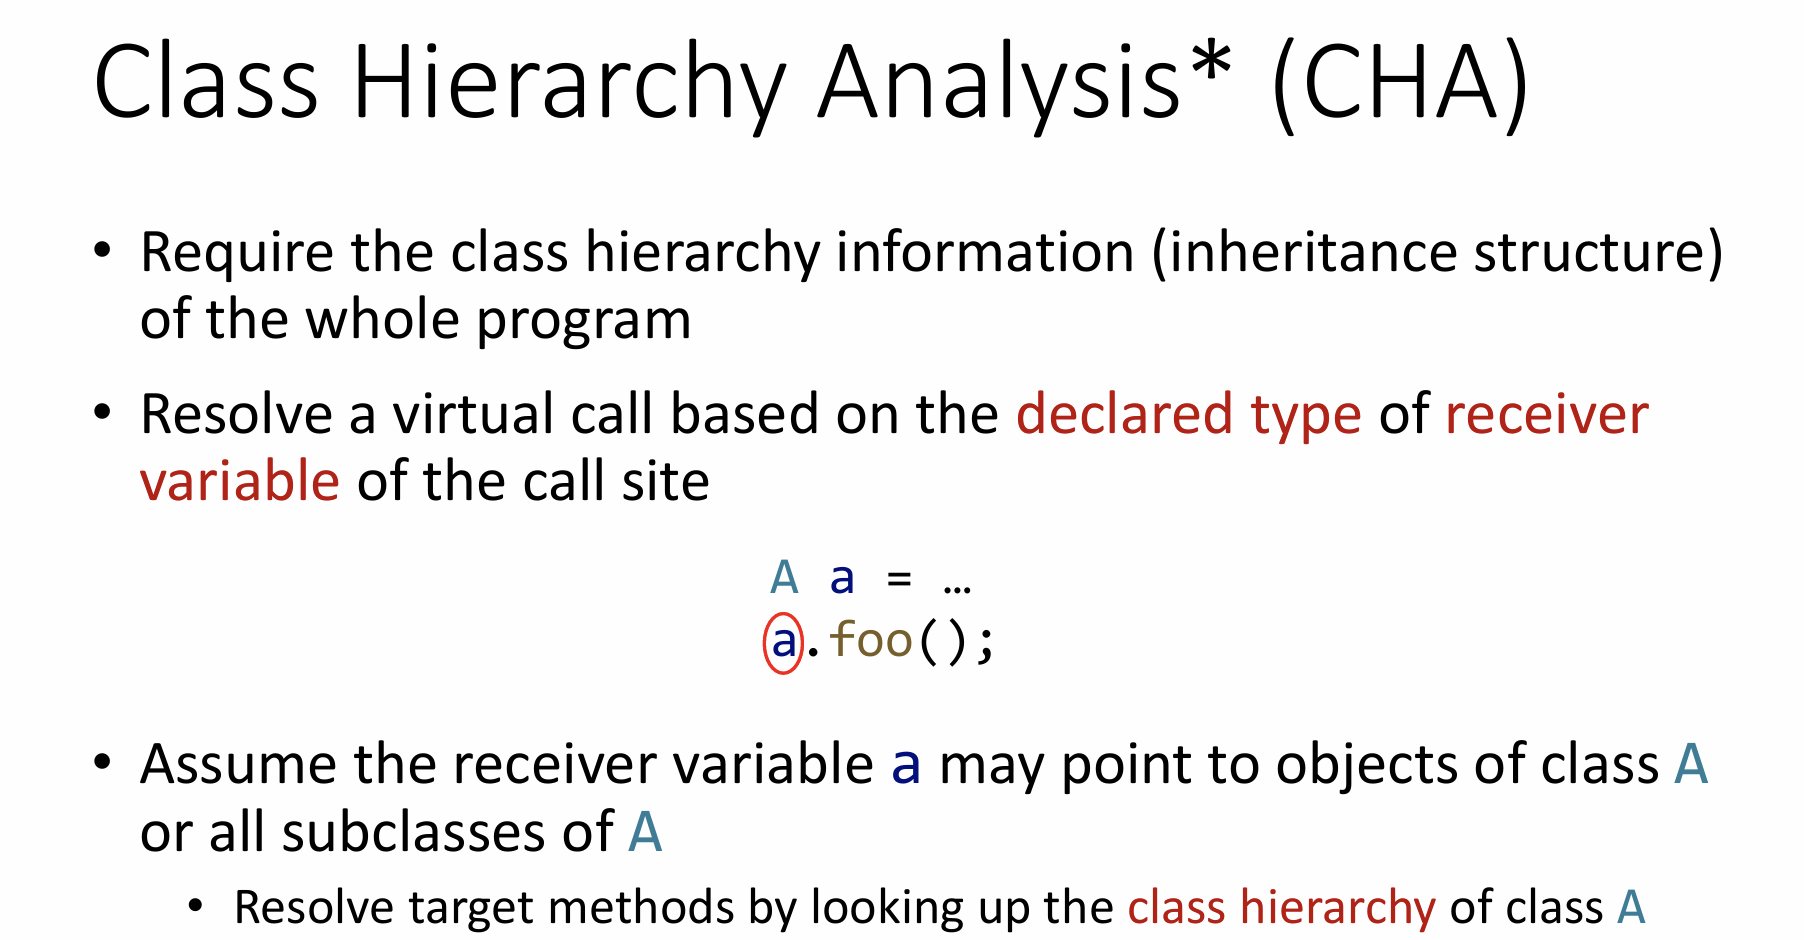 Class Hierarchy Analysis* (CHA)
• Require the class hierarchy information (inheritance structure)
of the whole program
• Resolve a virtual call based on the declared type of receiver
variable of the call site
A a = …
a.foo();
• Assume the receiver variable a may point to objects of class A
or all subclasses of A
• Resolve target methods by looking up the class hierarchy of class A